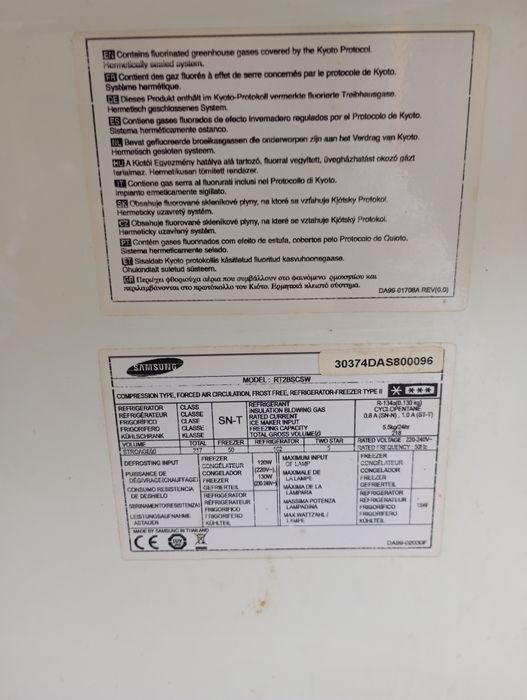 EN Contains fluorinated greenhouse gases covered by the Kyoto Protocol.
Hermetically sealed system.
FR Contient des gaz fluorés à effet de serre concernés par le protocole de Kyoto.
Système hermétique.
DE Dieses Produkt enthält im Kyoto-Protokoll vermerkte fluorierte Treibhausgase.
Hermetisch geschlossenes System.
ES Contiene gases fluorados de efecto invernadero regulados por el Protocolo de Kyoto.
Sistema herméticamente estanco.
NL Bevat gefluoreerde broeikasgassen die onderworpen zijn aan het Verdrag van Kyoto.
Hermetisch gesloten systeem.
HU A Kiotói Egyezmény hatálya alá tartozó, fluorral vegyített, üvegházhatást okozó gázt
tartalmaz. Hermetikusan tömített rendszer.
IT Contiene gas serra al fluorurati inclusi nel Protocollo di Kyoto.
Impianto ermeticamente sigillato.
SK Obsahuje fluorované skleníkové plyny, na ktoré se vzťahuje Kjótsky Protokol.
Hermeticky uzavretý systém.
CZ Obsahuje fluorované skleníkové plyny, na které se vztahuje Kjótský Protokol.
Hermeticky uzavřený systém.
PT Contém gases fluorinados com efeito de estufa, cobertos pelo Protocolo de Quioto.
Sistema hermeticamente selado.
ET Sisaldab Kyoto protokollis käsitletud fluoritud kasvuhoonegaase.
Õhukindlalt suletud süsteem.
GR Περιέχει φθοριούχα αέρια που συμβάλλουν στο φαινόμενο θερμοκηπίου και
περιλαμβάνονται στο πρωτόκολλο του Κιότο. Ερμητικά κλειστό σύστημα.
DA99-01706A REV(0.0)
SAMSUNG
30374DAS800096
MODEL : RT2BSCSW
COMPRESSION TYPE, FORCED AIR CIRCULATION, FROST FREE, REFRIGERATOR-FREEZER TYPE II
REFRIGERATOR CLASS
RÉFRIGÉRATEUR CLASSE
FRIGORIFICO CLASE
FRIGORIFERO CLASSE
KÜHLSCHRANK KLASSE
SN-T
REFRIGERANT R-134a(0.130 kg)
INSULATION BLOWING GAS CYCLOPENTANE
RATED CURRENT 0.8 A (SN-N) , 1.0 A (ST-T)
ICE MAKER INPUT
FREEZING CAPACITY 5.5kg/24hr
TOTAL GROSS VOLUME(ℓ) 218
VOLUME TOTAL FREEZER REFRIGERATOR TWO STAR RATED VOLTAGE : 220-240V~
STORAGE(ℓ) 217 50 5 RATED FREQUENCY : 50Hz
DEFROSTING INPUT
PUISSANCE DE
DÉGIVRAGE(CHAUFFAGE)
CONSUMO RESISTENCIA
DE DESHIELO
LEISTUNGSAUFNAHME
ABTAUEN
FREEZER
CONGÉLATEUR
CONGELADOR
FREEZER
GEFRIERTEIL
REFRIGERATOR
RÉFRIGÉRATEUR
FRIGORIFICO
FRIGORIFERO
KÜHLTEIL
120W
(220V~)
130W
MAXIMUM INPUT
OF LAMP
MAXIMALE DE
LA LAMPE
MÁXIMA DE LA
LÁMPARA
MASSIMA POTENZA
LAMPADINA
MAX.WATTZAHL /
LAMPE
FREEZER
CONGÉLATEUR
CONGELADOR
FREEZER
GEFRIERTEIL
REFRIGERATOR
RÉFRIGÉRATEUR
FRIGORIFICO
FRIGORIFERO
KÜHLTEIL
15W
MADE BY SAMSUNG IN THAILAND
CE
DA99-02030F